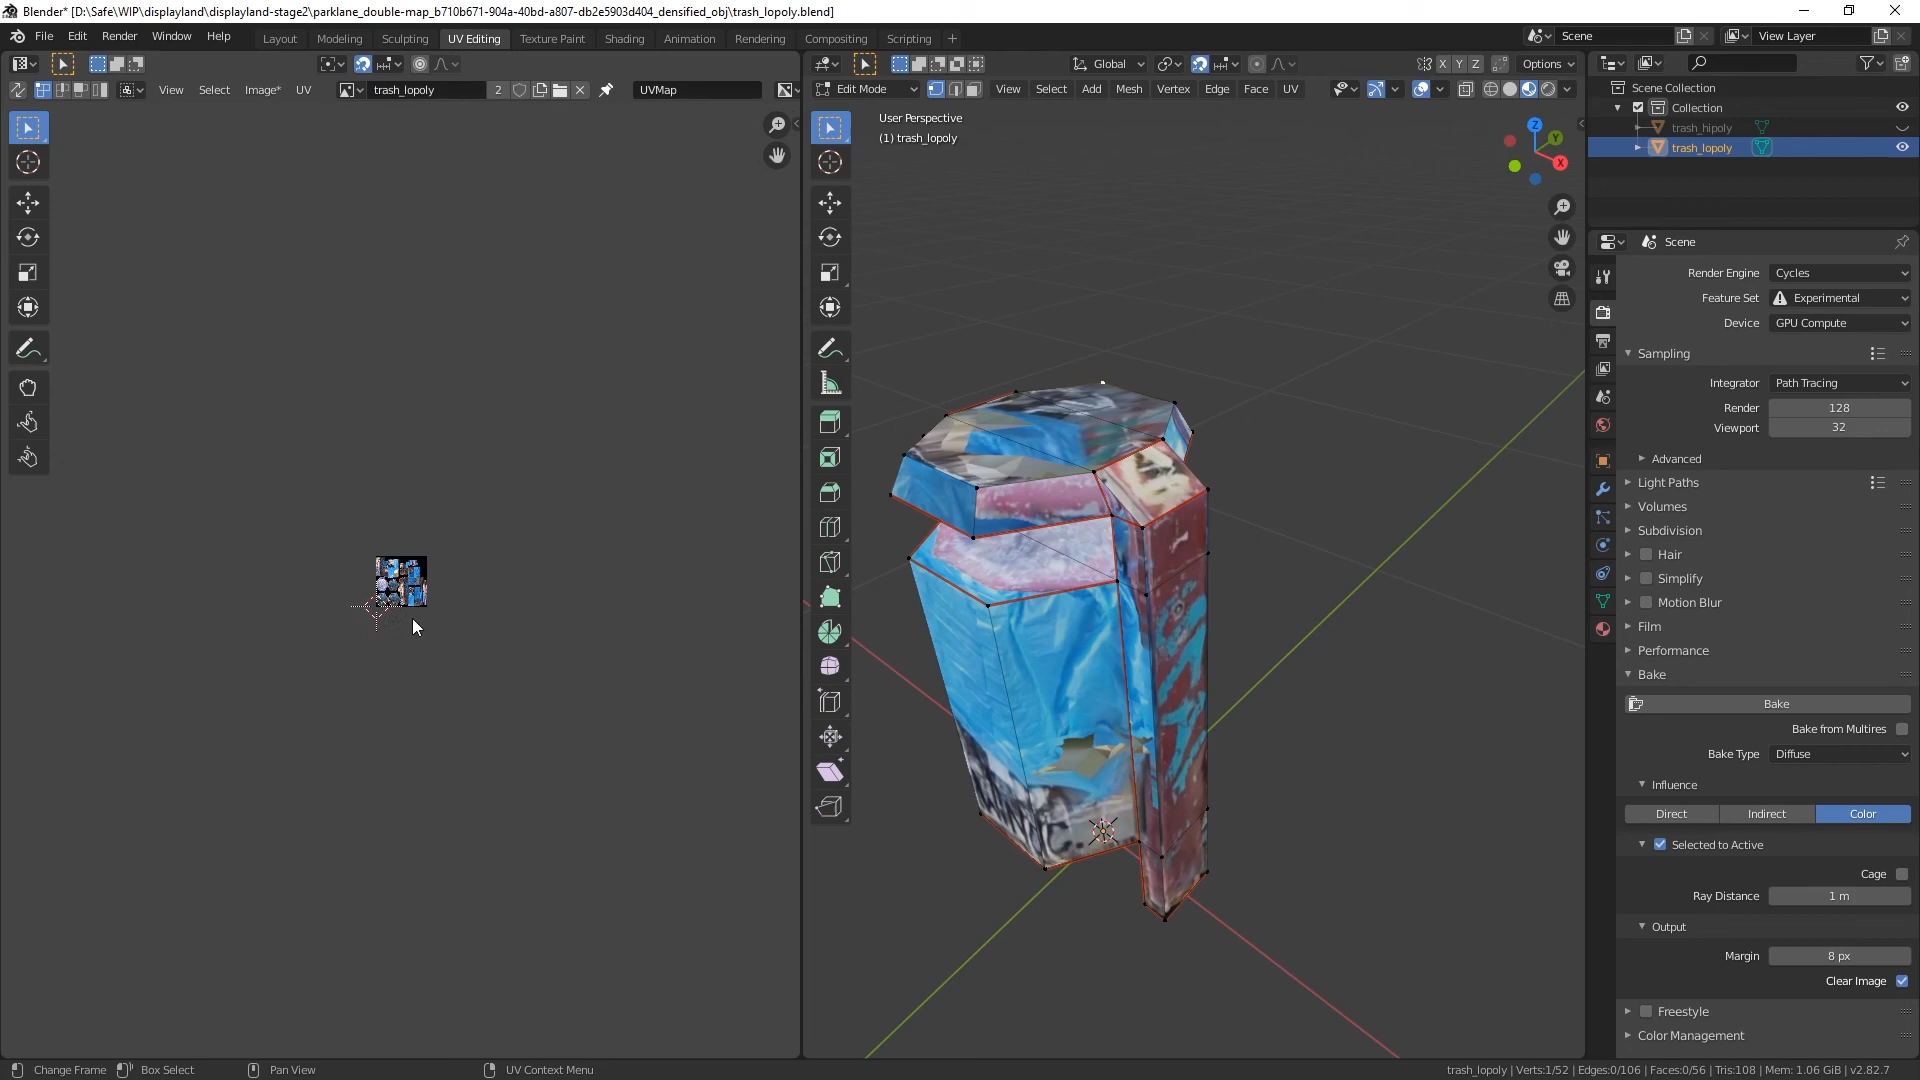 Blender* [D:\Safe\WIP\displayland\displayland-stage2\parklane_double-map_b710b671-904a-40bd-a807-db2e5903d404_densified_obj\trash_lopoly.blend]
File Edit Render Window Help
Layout Modeling Sculpting UV Editing Texture Paint Shading Animation Rendering Compositing Scripting
Scene
View Layer
Global
X Y Z
Options
View Select Image* UV
trash_lopoly
2
UVMap
Edit Mode
View Select Add Mesh Vertex Edge Face UV
User Perspective
(1) trash_lopoly
Z
Y
X
Scene Collection
Collection
trash_hipoly
trash_lopoly
Scene
Render Engine Cycles
Feature Set Experimental
Device GPU Compute
Sampling
Integrator Path Tracing
Render 128
Viewport 32
Advanced
Light Paths
Volumes
Subdivision
Hair
Simplify
Motion Blur
Film
Performance
Bake
Bake
Bake from Multires
Bake Type Diffuse
Influence
Direct Indirect Color
Selected to Active
Cage
Ray Distance 1 m
Output
Margin 8 px
Clear Image
Freestyle
Color Management
Change Frame Box Select Pan View UV Context Menu
trash_lopoly | Verts:1/52 | Edges:0/106 | Faces:0/56 | Tris:108 | Mem: 1.06 GiB | v2.82.7